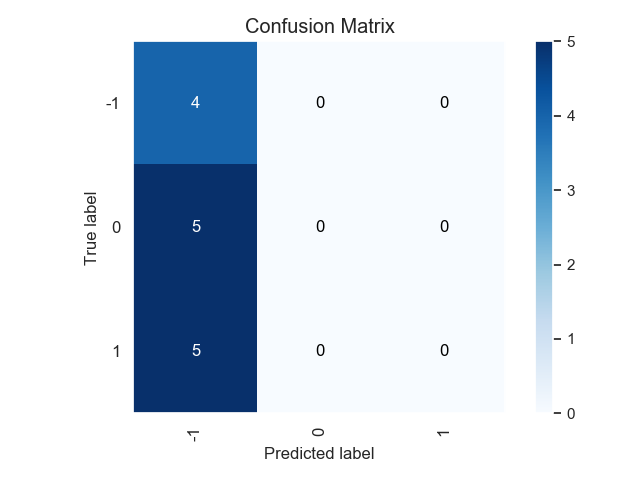 Confusion Matrix
True label
-1 4 0 0
0 5 0 0
1 5 0 0
-1 0 1
Predicted label
5
4
3
2
1
0